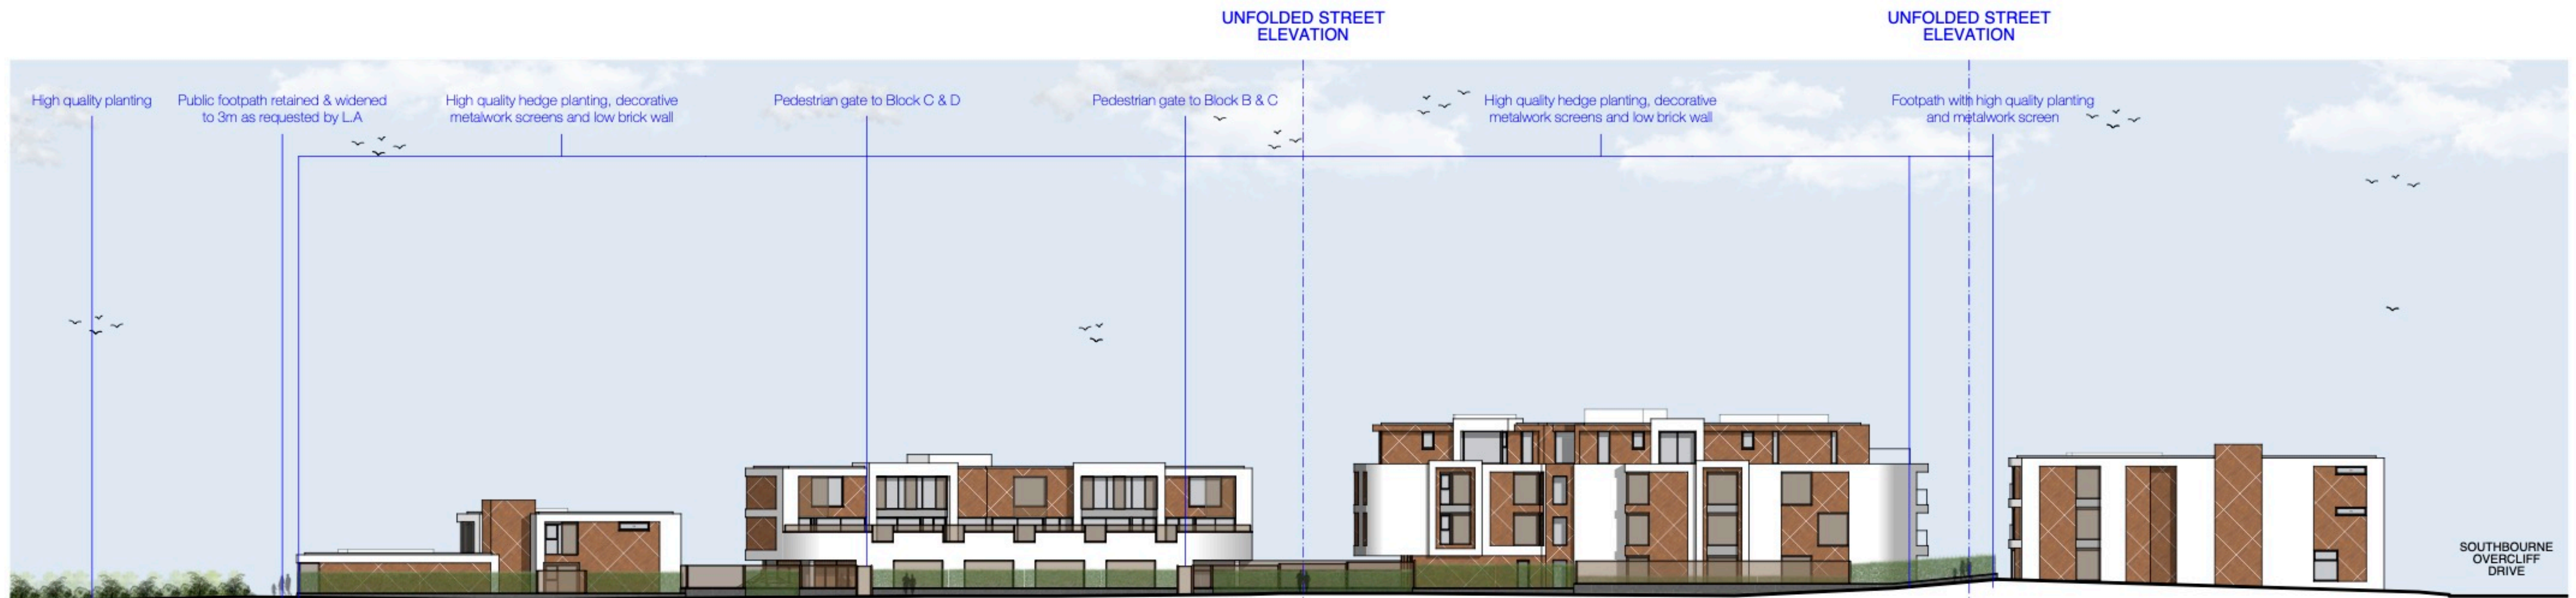 UNFOLDED STREET
ELEVATION
UNFOLDED STREET
ELEVATION
High quality planting
Public footpath retained & widened
to 3m as requested by L.A
High quality hedge planting, decorative
metalwork screens and low brick wall
Pedestrian gate to Block C & D
Pedestrian gate to Block B & C
High quality hedge planting, decorative
metalwork screens and low brick wall
Footpath with high quality planting
and metalwork screen
SOUTHBOURNE
OVERCLIFF
DRIVE